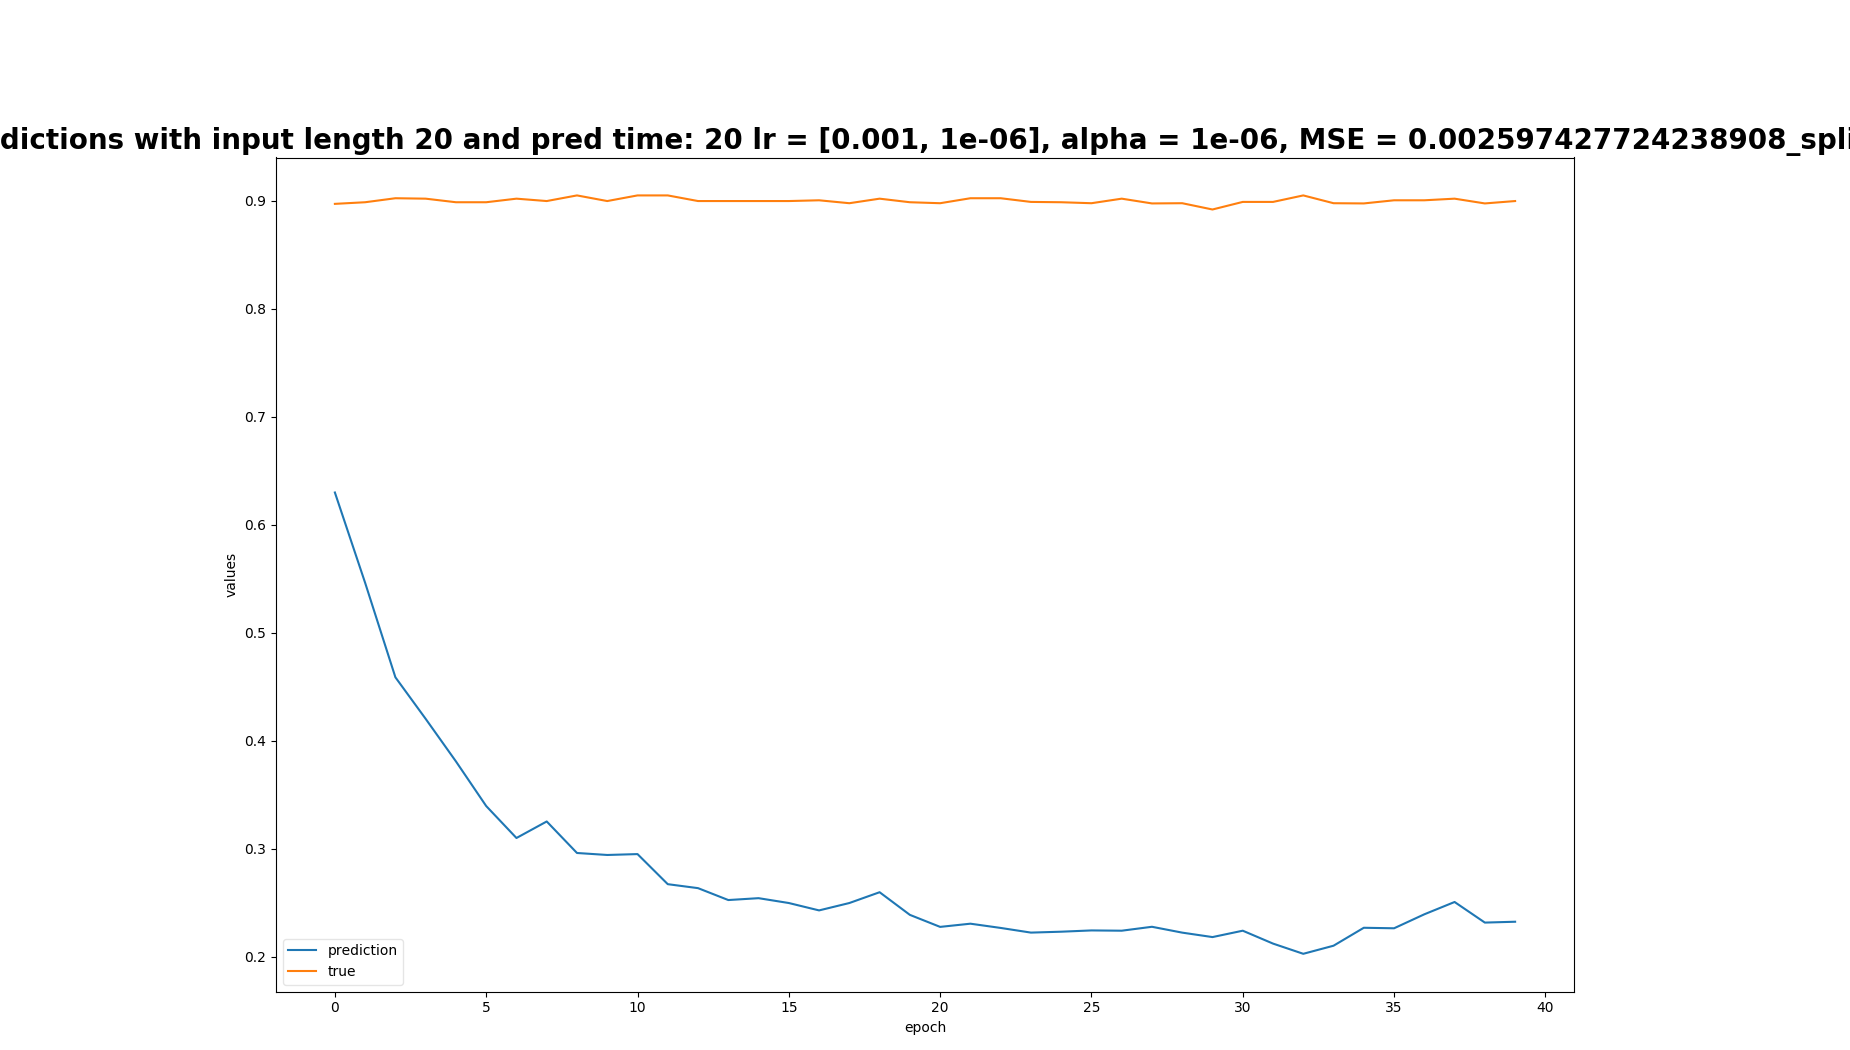 dictions with input length 20 and pred time: 20 lr = [0.001, 1e-06], alpha = 1e-06, MSE = 0.002597427724238908_spli
0.9
0.8
0.7
0.6
0.5
0.4
0.3
0.2
values
prediction
true
0 5 10 15 20 25 30 35 40
epoch